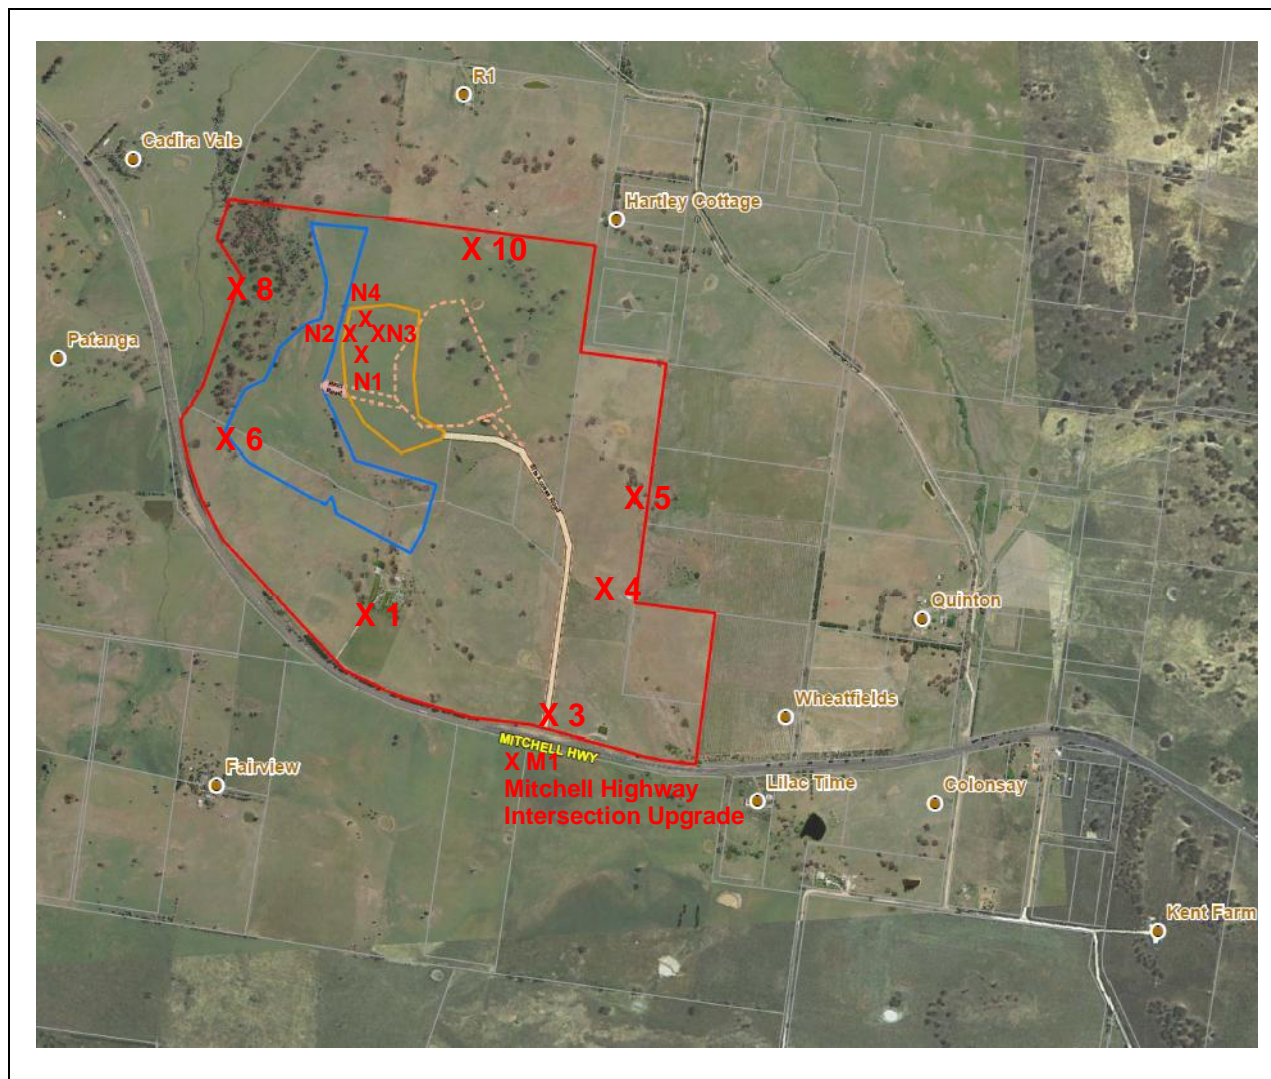 R1
Cadira Vale
Hartley Cottage
X 10
X 8
N4
X
N2 X XN3
X
N1
Patanga
X 6
X 5
X 4
Quinton
X 1
X 3
Wheatfields
MITCHELL HWY
X M1
Mitchell Highway
Intersection Upgrade
Fairview
Lilac Time
Colonsay
Kent Farm